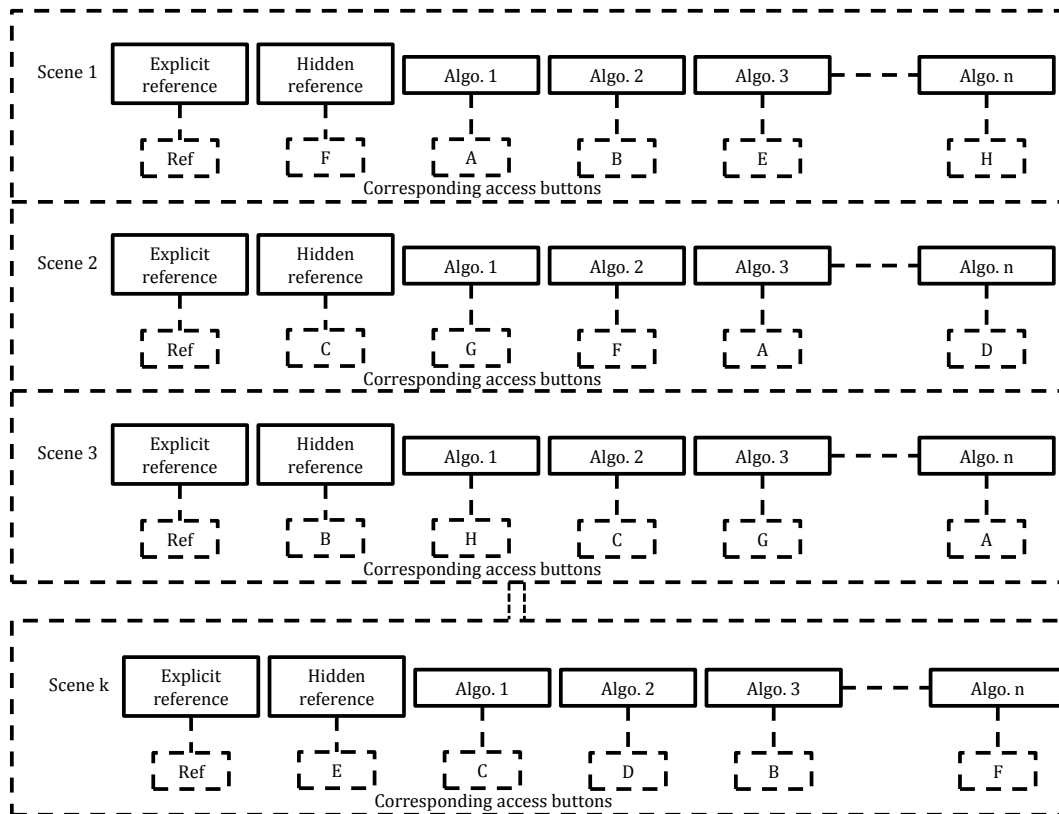 Scene 1
Explicit
reference
Hidden
reference
Algo. 1
Algo. 2
Algo. 3
Algo. n
Ref
F
A
B
E
H
Corresponding access buttons
Scene 2
Explicit
reference
Hidden
reference
Algo. 1
Algo. 2
Algo. 3
Algo. n
Ref
C
G
F
A
D
Corresponding access buttons
Scene 3
Explicit
reference
Hidden
reference
Algo. 1
Algo. 2
Algo. 3
Algo. n
Ref
B
H
C
G
A
Corresponding access buttons
Scene k
Explicit
reference
Hidden
reference
Algo. 1
Algo. 2
Algo. 3
Algo. n
Ref
E
C
D
B
F
Corresponding access buttons